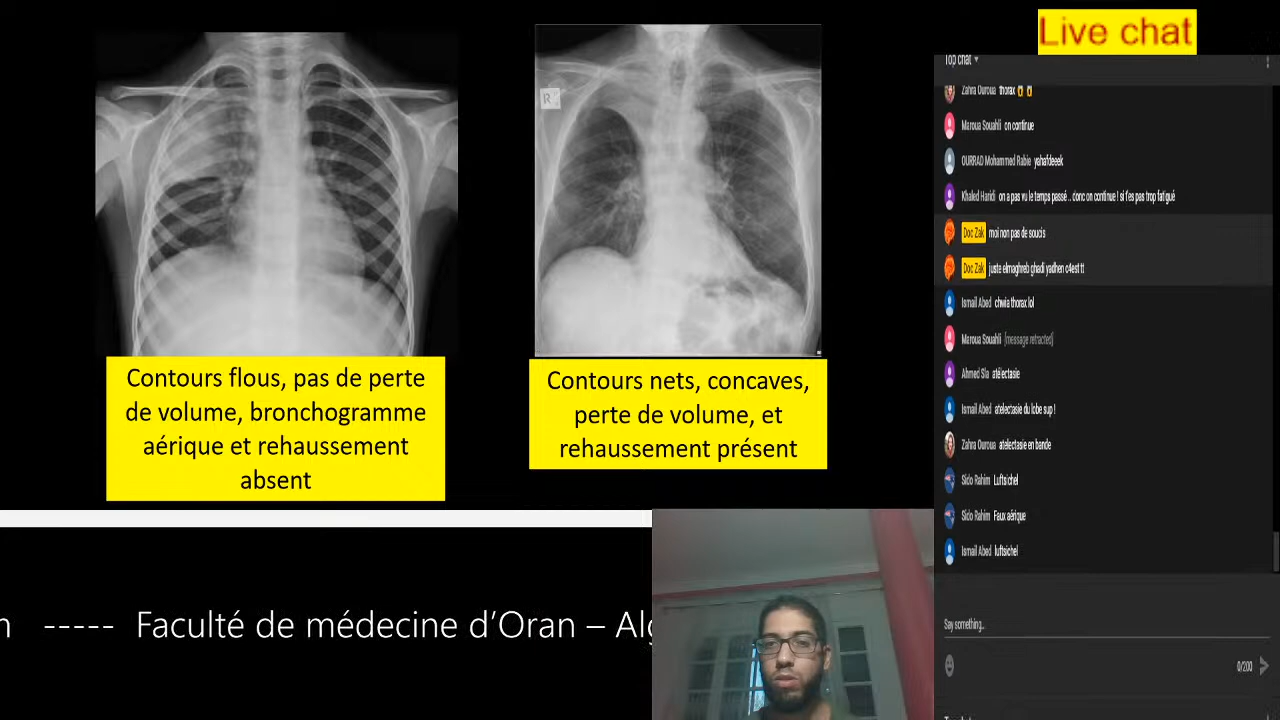 Live chat
Top chat
Zahra Ouroua thorax
Maroua Souahli on continue
OURRAD Mohammed Rabie yahafdeeek
Khaled Haridi on a pas vu le temps passé .. donc on continue ! si t'es pas trop fatigué
Doc Zak moi non pas de soucis
Doc Zak juste elmaghreb ghadi yadhen c4est tt
Ismail Abed chwia thorax lol
Maroua Souahli [message retracted]
Ahmed Sla atélectasie
Ismail Abed atelectasie du lobe sup !
Zahra Ouroua atalectasie en bande
Sido Rahim Luftsichel
Sido Rahim Faux aérique
Ismail Abed luftsichel
Say something...
0/200
R
Contours flous, pas de perte
de volume, bronchogramme
aérique et rehaussement
absent
Contours nets, concaves,
perte de volume, et
rehaussement présent
n ----- Faculté de médecine d'Oran – Alg